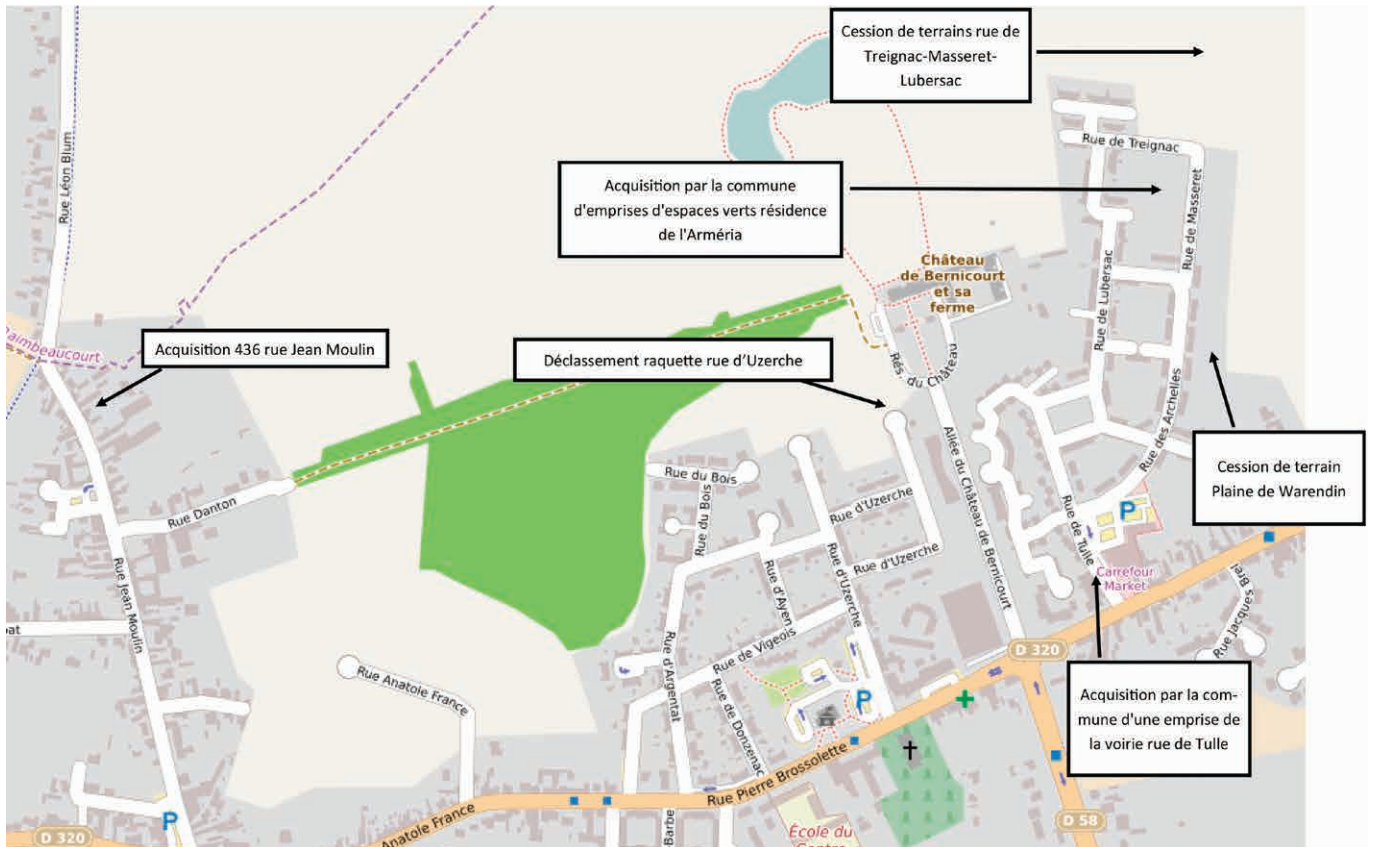 Cession de terrains rue de
Treignac-Masseret-
Lubersac
Rue de Treignac
Rue Léon Blum
Acquisition par la commune
d'emprises d'espaces verts résidence
de l'Arméria
Rue de Masseret
Château
de Bernicourt
et sa
ferme
Rue de Lubersac
Raimbeaucourt
Acquisition 436 rue Jean Moulin
Déclassement raquette rue d’Uzerche
Rés. du Château
Rue des Archelles
Allée du Château de Bernicourt
Cession de terrain
Plaine de Warendin
Rue du Bois
Rue du Bois
Rue d'Uzerche
P
Rue Danton
Rue de Tulle
Rue d'Uzerche
Rue d'Uzerche
Carrefour
Market
Rue d'Ayen
Rue Jean Moulin
Rue Jacques Brel
bat
Rue de Vigeois
D 320
Rue d'Argentat
Rue Anatole France
Rue de Donzenac
P
Acquisition par la com-
mune d'une emprise de
la voirie rue de Tulle
Rue Pierre Brossolette
P
D 320
Anatole France
-Barbe
École du
Centre
D 58